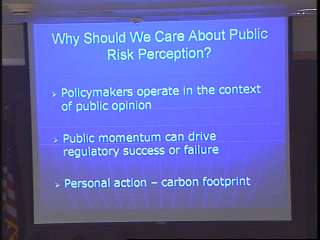 Why Should We Care About Public
Risk Perception?
➢ Policymakers operate in the context
of public opinion
➢ Public momentum can drive
regulatory success or failure
➢ Personal action – carbon footprint